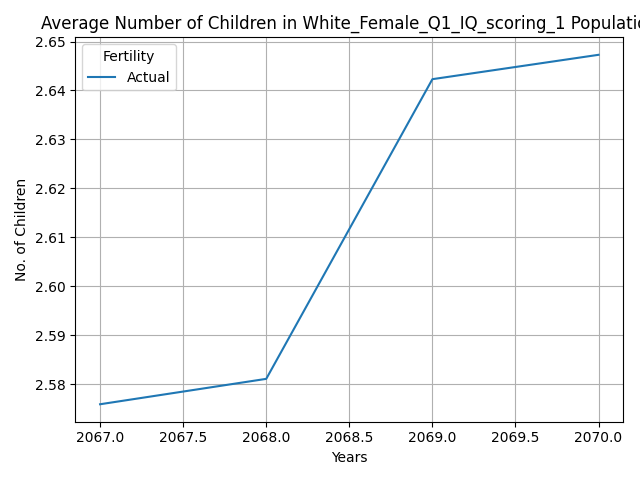 Average Number of Children in White_Female_Q1_IQ_scoring_1 Populatio
Fertility
Actual
2.65
2.64
2.63
2.62
2.61
2.60
2.59
2.58
No. of Children
2067.0 2067.5 2068.0 2068.5 2069.0 2069.5 2070.0
Years